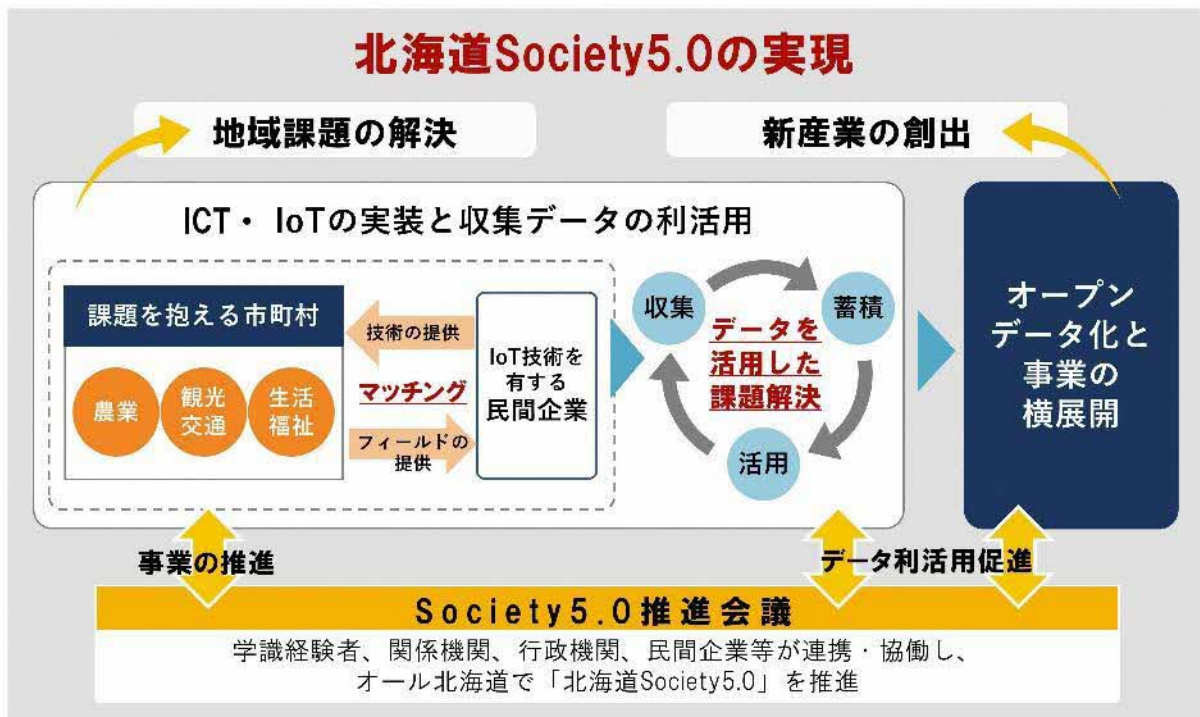 北海道Society5.0の実現
地域課題の解決
新産業の創出
ICT・IoTの実装と収集データの利活用
課題を抱える市町村
農業
観光
交通
生活
福祉
技術の提供
マッチング
フィールドの
提供
IoT技術を
有する
民間企業
収集
蓄積
活用
データを
活用した
課題解決
オープン
データ化と
事業の
横展開
事業の推進
データ利活用促進
Society5.0推進会議
学識経験者、関係機関、行政機関、民間企業等が連携・協働し、
オール北海道で「北海道Society5.0」を推進